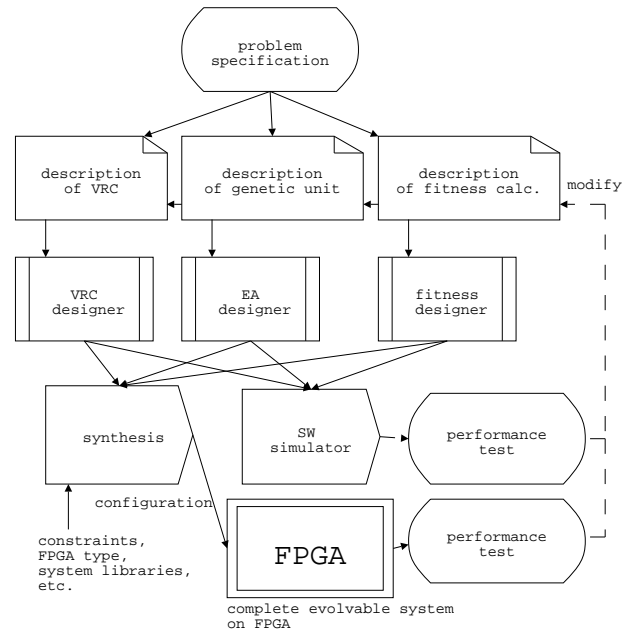 problem
specification
description
of VRC
description
of genetic unit
description
of fitness calc.
modify
VRC
designer
EA
designer
fitness
designer
synthesis
SW
simulator
performance
test
configuration
constraints,
FPGA type,
system libraries,
etc.
FPGA
performance
test
complete evolvable system
on FPGA